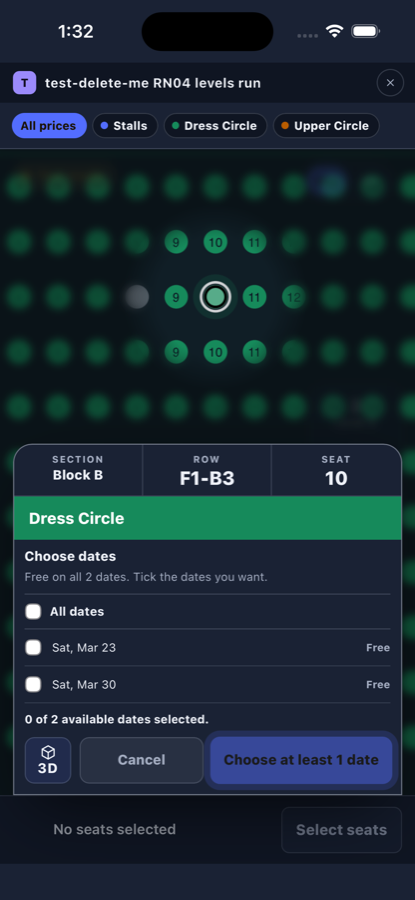 1:32
T test-delete-me RN04 levels run
All prices Stalls Dress Circle Upper Circle
9 10 11
9 12
9 10 11
SECTION ROW SEAT
Block B F1-B3 10
Dress Circle
Choose dates
Free on all 2 dates. Tick the dates you want.
All dates
Sat, Mar 23 Free
Sat, Mar 30 Free
0 of 2 available dates selected.
3D Cancel Choose at least 1 date
No seats selected Select seats